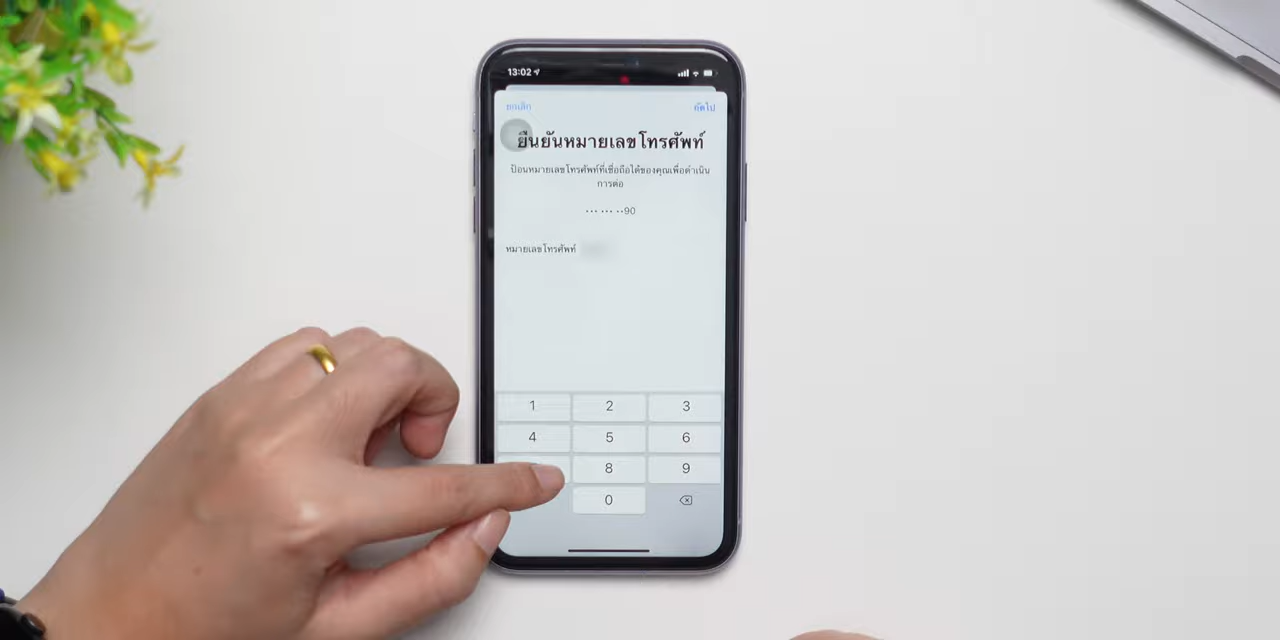 13:02
ยกเลิก
ถัดไป
ยืนยันหมายเลขโทรศัพท์
ป้อนหมายเลขโทรศัพท์ที่เชื่อถือได้ของคุณเพื่อดำเนิน
การต่อ
••• ••• ••90
หมายเลขโทรศัพท์
1 2 3
4 5 6
8 9
0